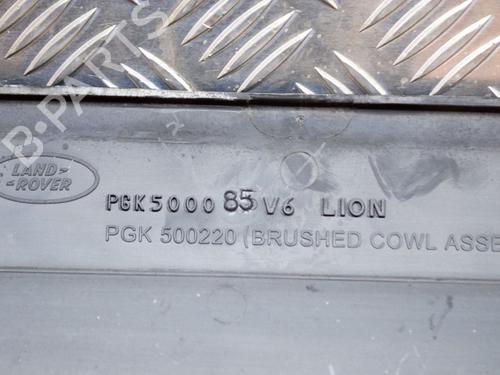 B-PARTS
LAND-
-ROVER
PGK5000 85 V6 LION
PGK 500220 (BRUSHED COWL ASSE